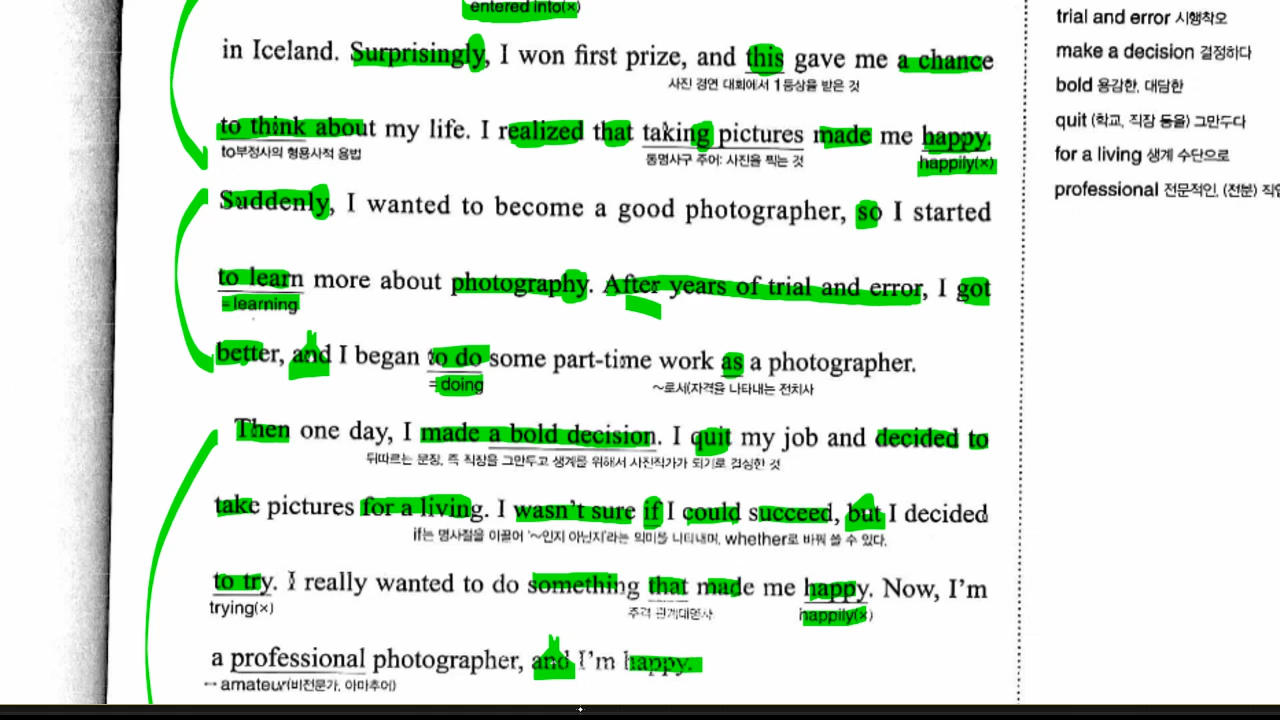 entered into(×)
in Iceland. Surprisingly, I won first prize, and this gave me a chance
사진 경연 대회에서 1등상을 받은 것
to think about my life. I realized that taking pictures made me happy.
to부정사의 형용사적 용법
동명사구 주어: 사진을 찍는 것
happily(×)
Suddenly, I wanted to become a good photographer, so I started
to learn more about photography. After years of trial and error, I got
=learning
better, and I began to do some part-time work as a photographer.
=doing
~로서(자격을 나타내는 전치사
Then one day, I made a bold decision. I quit my job and decided to
뒤따르는 문장, 즉 직장을 그만두고 생계를 위해서 사진작가가 되기로 결심한 것
take pictures for a living. I wasn't sure if I could succeed, but I decided
if는 명사절을 이끌어 '~인지 아닌지'라는 의미를 나타내며, whether로 바꿔 쓸 수 있다.
to try. I really wanted to do something that made me happy. Now, I'm
trying(×)
주격 관계대명사
happily(×)
a professional photographer, and I'm happy.
↔ amateur(비전문가, 아마추어)
trial and error 시행착오
make a decision 결정하다
bold 용감한, 대담한
quit (학교, 직장 등을) 그만두다
for a living 생계 수단으로
professional 전문적인, (전문)